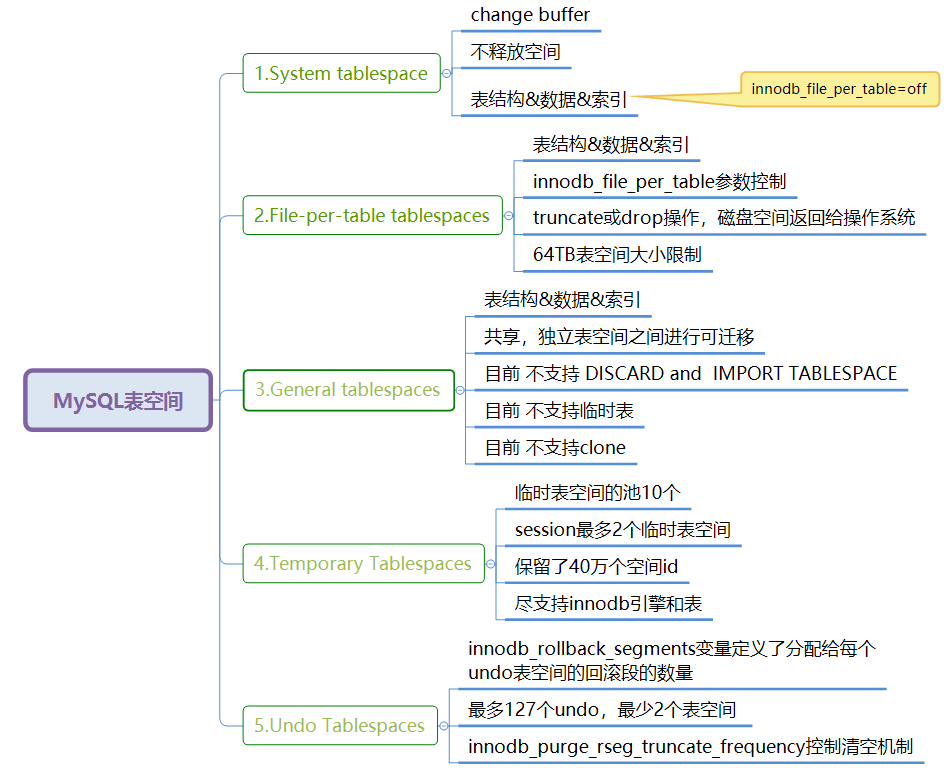 MySQL表空间
1.System tablespace
change buffer
不释放空间
表结构&数据&索引
innodb_file_per_table=off
2.File-per-table tablespaces
表结构&数据&索引
innodb_file_per_table参数控制
truncate或drop操作，磁盘空间返回给操作系统
64TB表空间大小限制
3.General tablespaces
表结构&数据&索引
共享，独立表空间之间进行可迁移
目前 不支持 DISCARD and  IMPORT TABLESPACE
目前 不支持临时表
目前 不支持clone
4.Temporary Tablespaces
临时表空间的池10个
session最多2个临时表空间
保留了40万个空间id
尽支持innodb引擎和表
5.Undo Tablespaces
innodb_rollback_segments变量定义了分配给每个
undo表空间的回滚段的数量
最多127个undo，最少2个表空间
innodb_purge_rseg_truncate_frequency控制清空机制